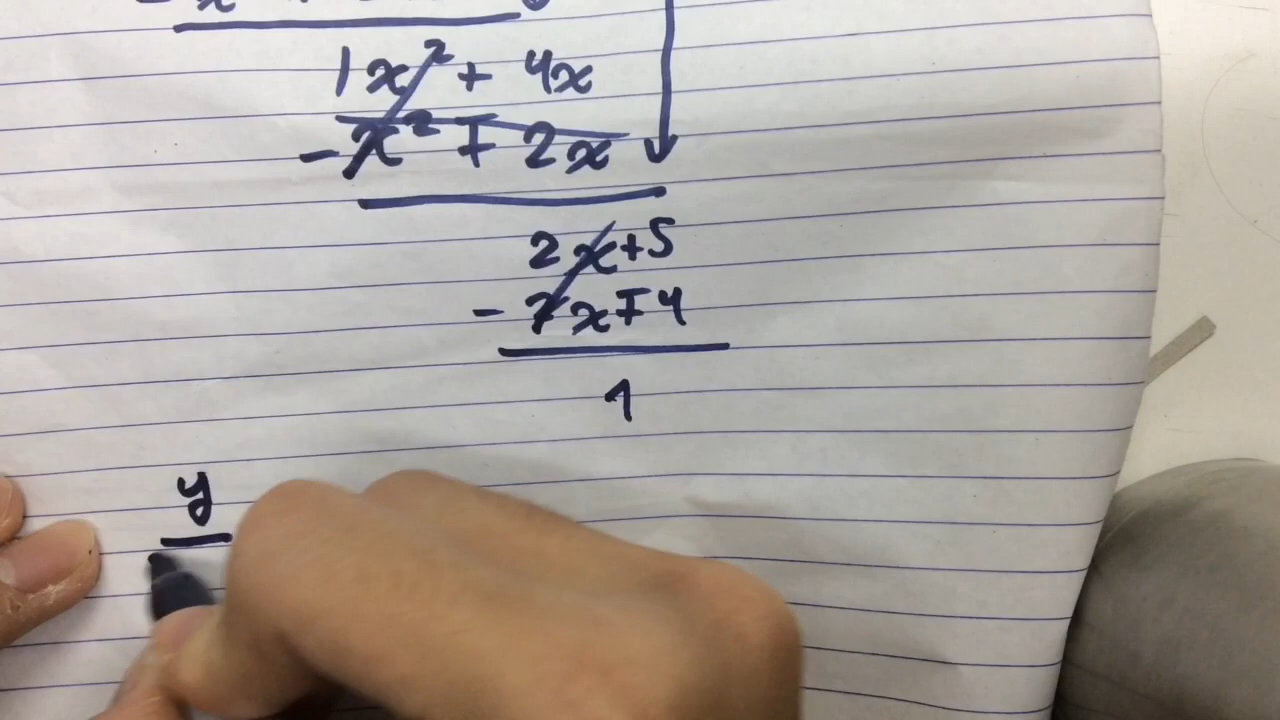 1x² + 4x
-x² ∓ 2x
2x+5
- 2x∓4
1
y